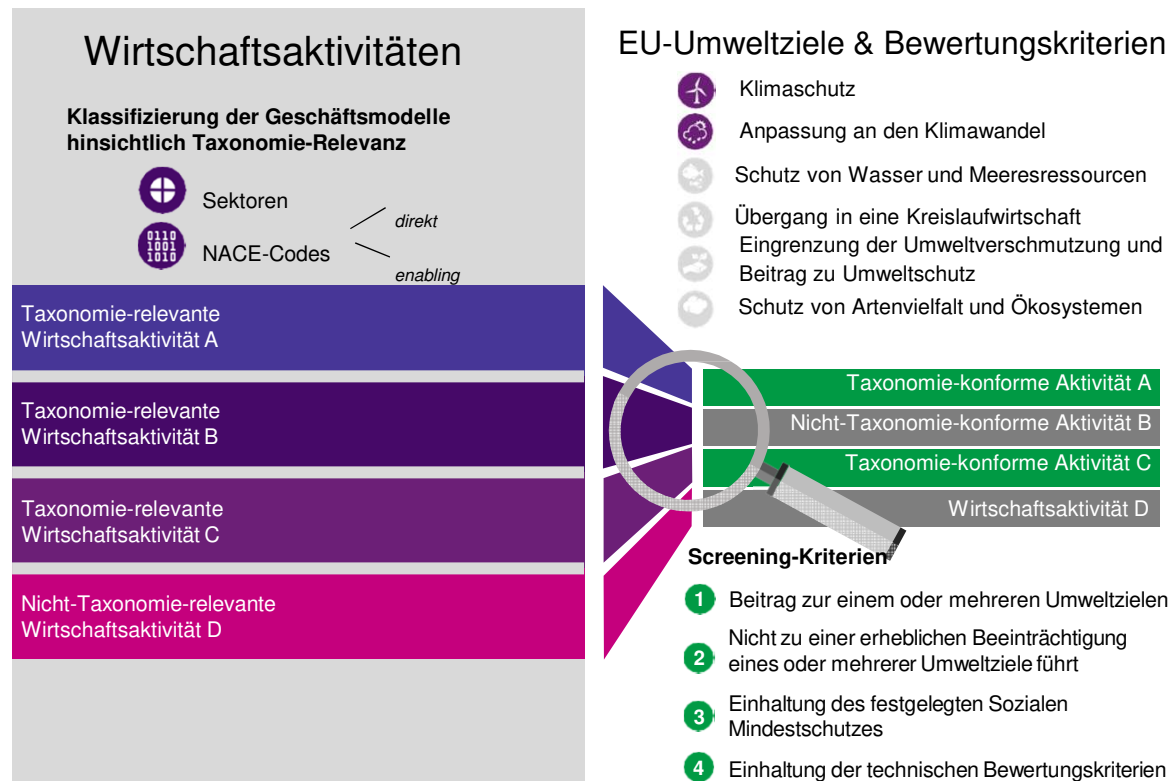 Wirtschaftsaktivitäten
Klassifizierung der Geschäftsmodelle
hinsichtlich Taxonomie-Relevanz
Sektoren
0110
1001
1010
NACE-Codes
direkt
enabling
Taxonomie-relevante
Wirtschaftsaktivität A
Taxonomie-relevante
Wirtschaftsaktivität B
Taxonomie-relevante
Wirtschaftsaktivität C
Nicht-Taxonomie-relevante
Wirtschaftsaktivität D
EU-Umweltziele & Bewertungskriterien
Klimaschutz
Anpassung an den Klimawandel
Schutz von Wasser und Meeresressourcen
Übergang in eine Kreislaufwirtschaft
Eingrenzung der Umweltverschmutzung und
Beitrag zu Umweltschutz
Schutz von Artenvielfalt und Ökosystemen
Taxonomie-konforme Aktivität A
Nicht-Taxonomie-konforme Aktivität B
Taxonomie-konforme Aktivität C
Wirtschaftsaktivität D
Screening-Kriterien
1 Beitrag zur einem oder mehreren Umweltzielen
2 Nicht zu einer erheblichen Beeinträchtigung
eines oder mehrerer Umweltziele führt
3 Einhaltung des festgelegten Sozialen
Mindestschutzes
4 Einhaltung der technischen Bewertungskriterien